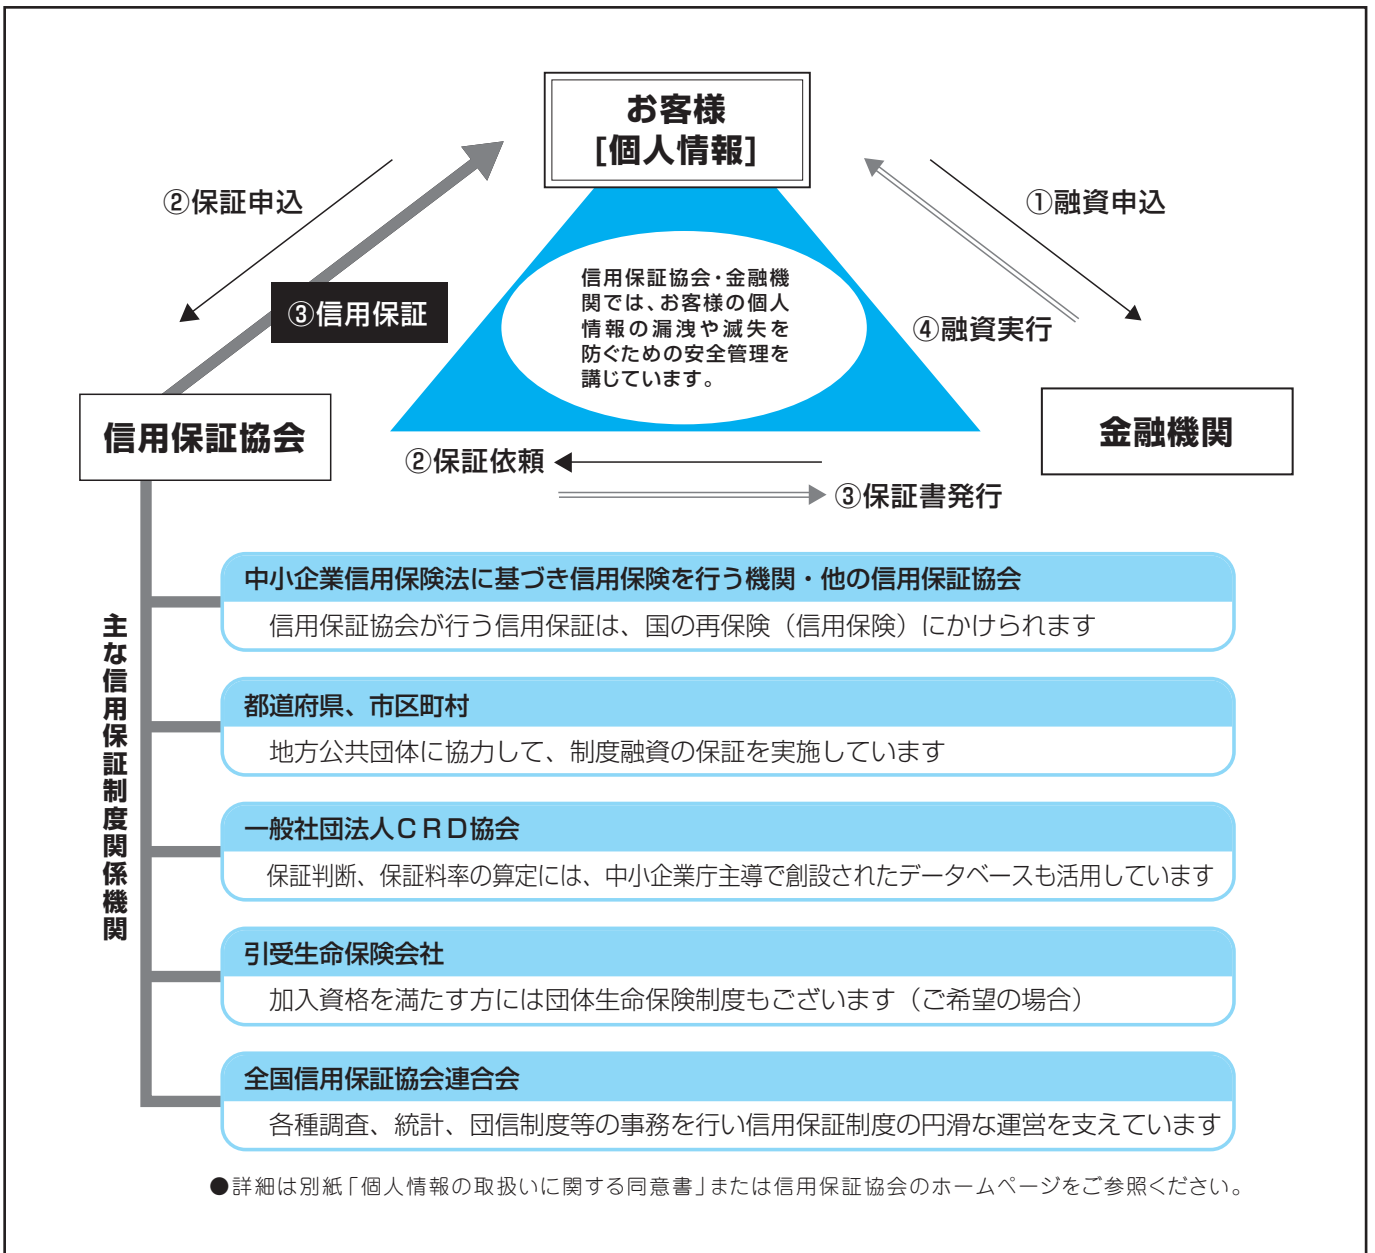 お客様
[個人情報]
②保証申込
①融資申込
③信用保証
信用保証協会・金融機
関では、お客様の個人
情報の漏洩や滅失を
防ぐための安全管理を
講じています。
④融資実行
信用保証協会
金融機関
②保証依頼
③保証書発行
主な信用保証制度関係機関
中小企業信用保険法に基づき信用保険を行う機関・他の信用保証協会
信用保証協会が行う信用保証は、国の再保険（信用保険）にかけられます
都道府県、市区町村
地方公共団体に協力して、制度融資の保証を実施しています
一般社団法人ＣＲＤ協会
保証判断、保証料率の算定には、中小企業庁主導で創設されたデータベースも活用しています
引受生命保険会社
加入資格を満たす方には団体生命保険制度もございます（ご希望の場合）
全国信用保証協会連合会
各種調査、統計、団信制度等の事務を行い信用保証制度の円滑な運営を支えています
●詳細は別紙「個人情報の取扱いに関する同意書」または信用保証協会のホームページをご参照ください。